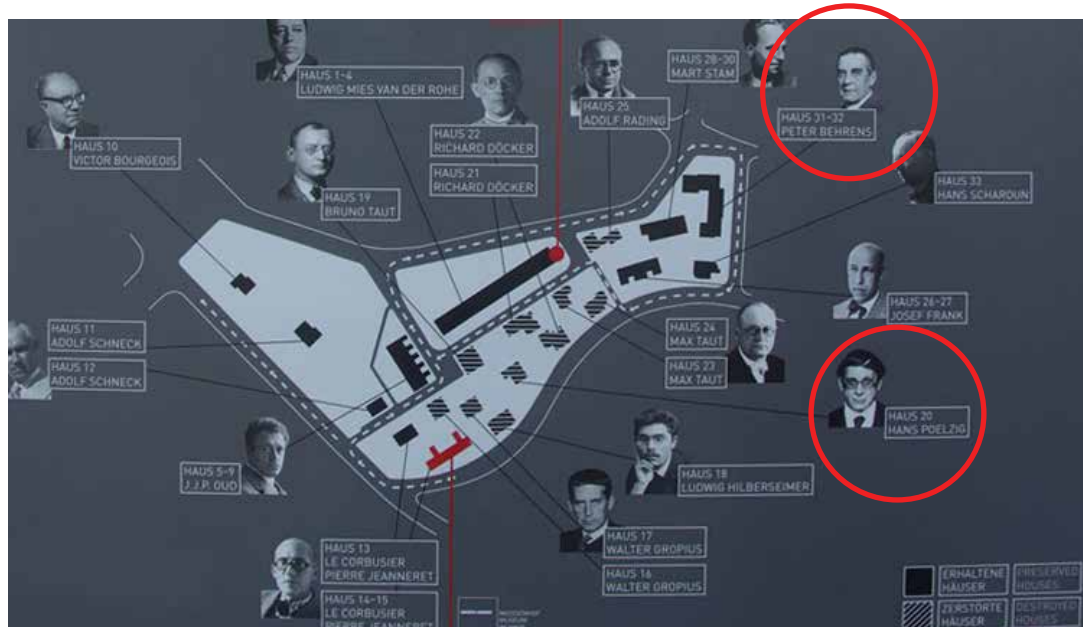 HAUS 1-4
LUDWIG MIES VAN DER ROHE
HAUS 28-30
MART STAM
HAUS 25
ADOLF RADING
HAUS 31-32
PETER BEHRENS
HAUS 22
RICHARD DÖCKER
HAUS 21
RICHARD DÖCKER
HAUS 10
VICTOR BOURGEOIS
HAUS 19
BRUNO TAUT
HAUS 33
HANS SCHAROUN
HAUS 26-27
JOSEF FRANK
HAUS 24
MAX TAUT
HAUS 23
MAX TAUT
HAUS 11
ADOLF SCHNECK
HAUS 12
ADOLF SCHNECK
HAUS 20
HANS POELZIG
HAUS 5-9
J.J.P. OUD
HAUS 18
LUDWIG HILBERSEIMER
HAUS 17
WALTER GROPIUS
HAUS 16
WALTER GROPIUS
HAUS 13
LE CORBUSIER
PIERRE JEANNERET
HAUS 14-15
LE CORBUSIER
PIERRE JEANNERET
ERHALTENE
HÄUSER
PRESERVED
HOUSES
ZERSTÖRTE
HÄUSER
DESTROYED
HOUSES